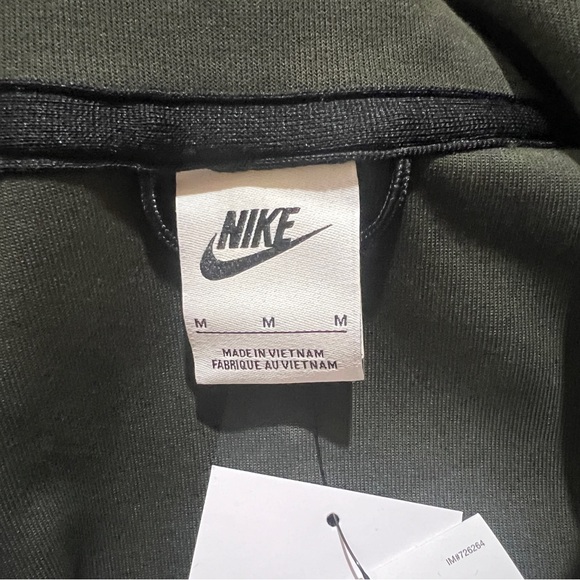 NIKE
M M M
MADE IN VIETNAM
FABRIQUE AU VIETNAM
IM#726264